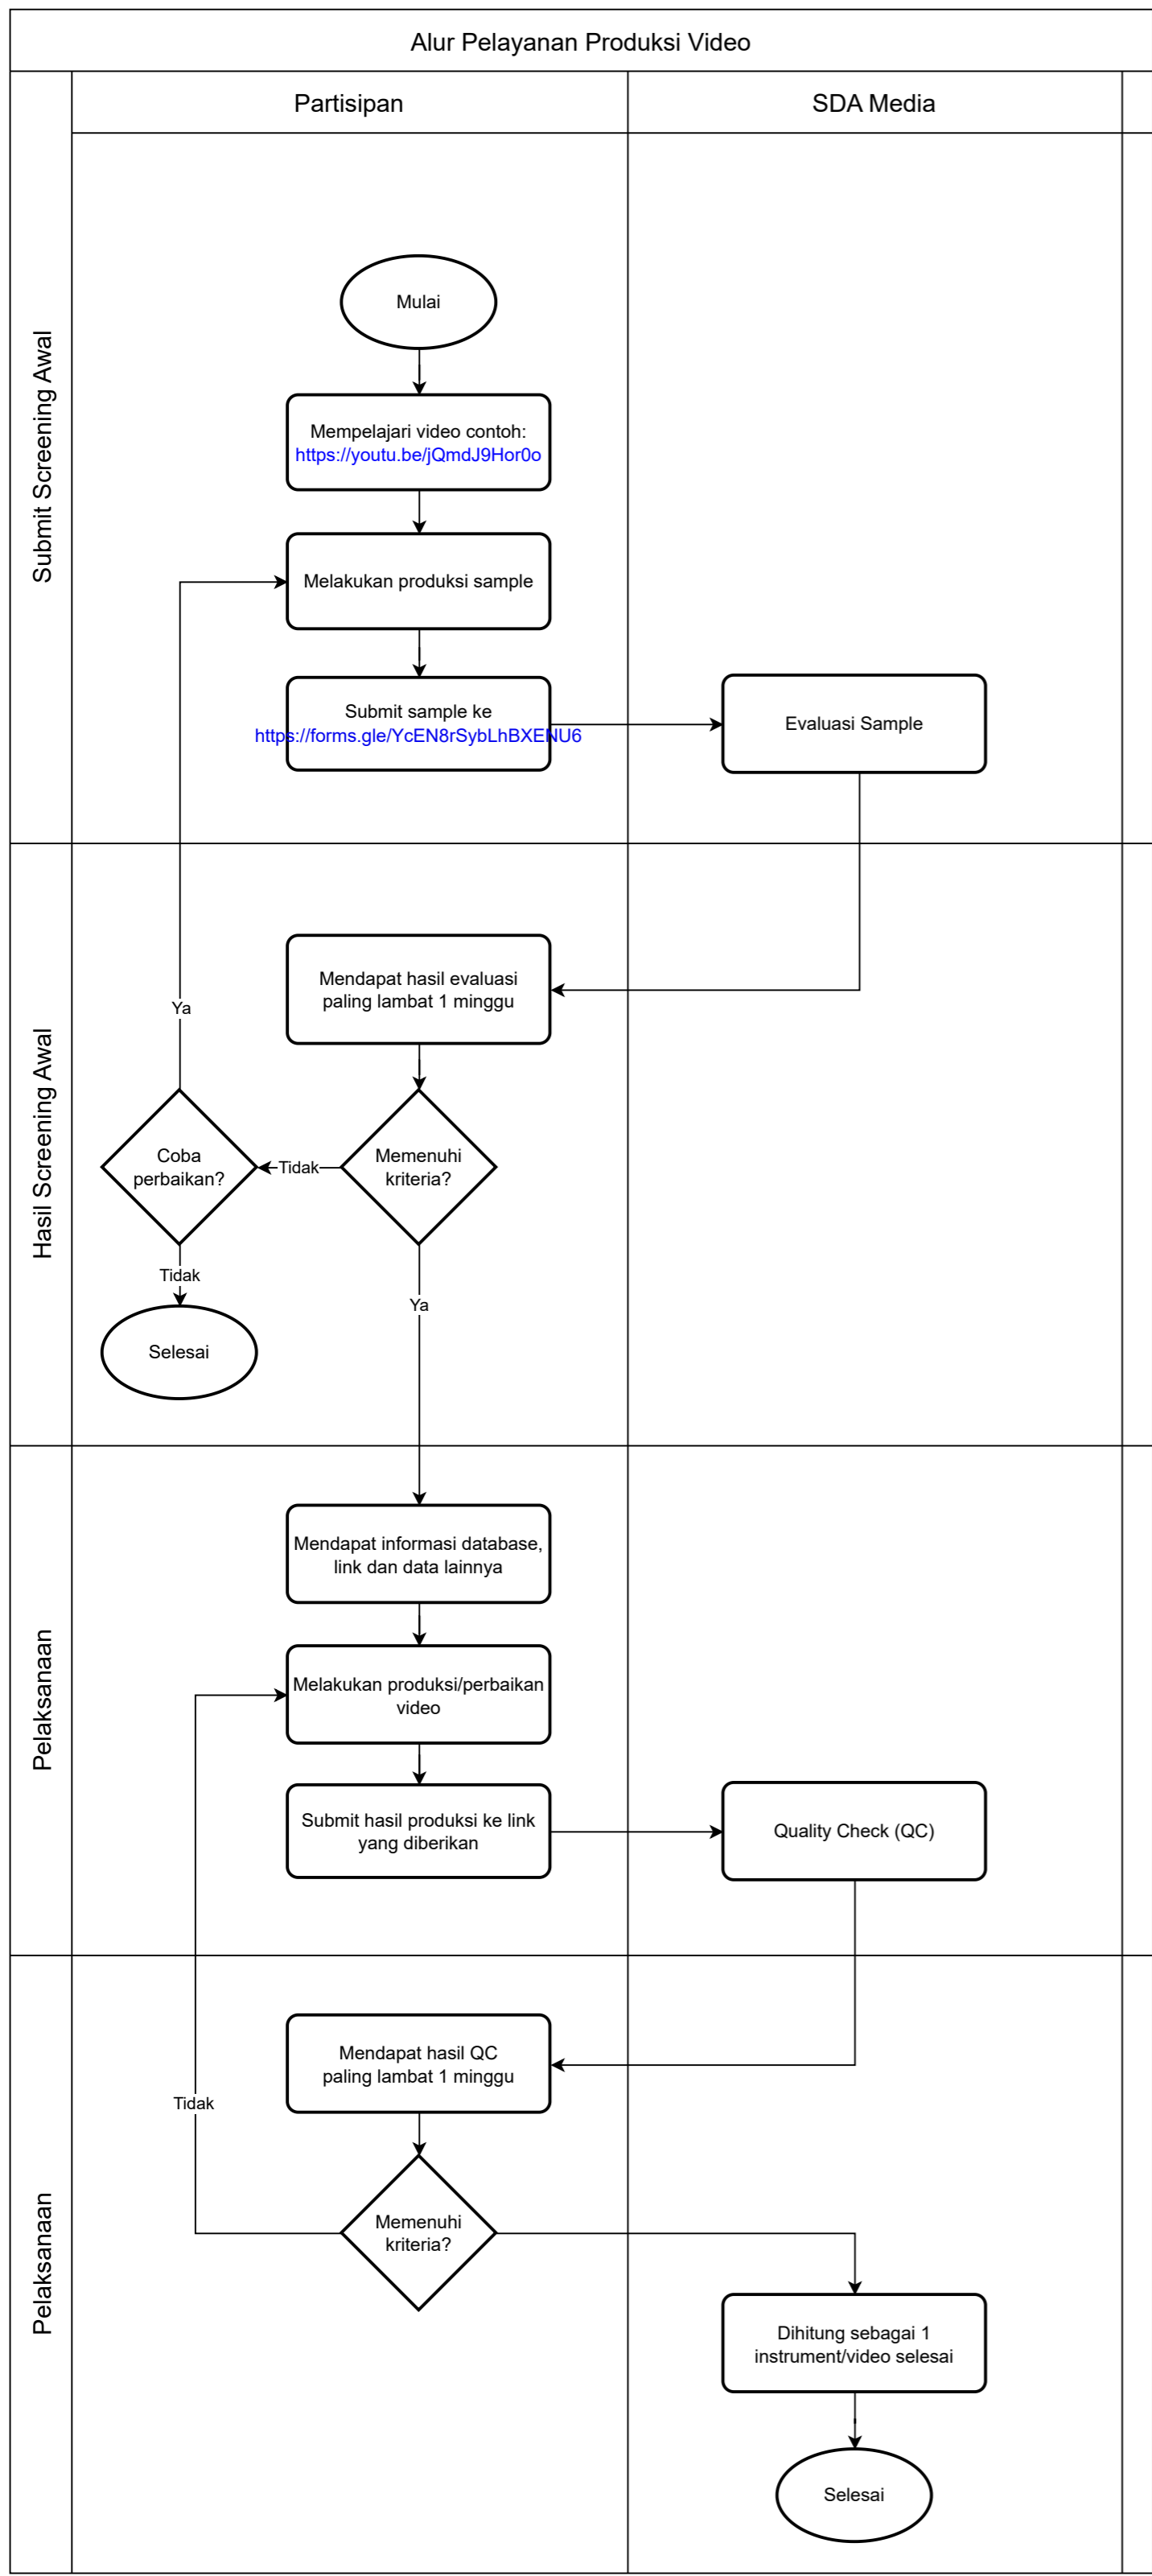 Alur Pelayanan Produksi Video
Partisipan
SDA Media
Submit Screening Awal
Mulai
Mempelajari video contoh:
https://youtu.be/jQmdJ9Hor0o
Melakukan produksi sample
Submit sample ke
https://forms.gle/YcEN8rSybLhBXENU6
Evaluasi Sample
Hasil Screening Awal
Mendapat hasil evaluasi
paling lambat 1 minggu
Ya
Coba
perbaikan?
Tidak
Memenuhi
kriteria?
Tidak
Ya
Selesai
Pelaksanaan
Mendapat informasi database,
link dan data lainnya
Melakukan produksi/perbaikan
video
Submit hasil produksi ke link
yang diberikan
Quality Check (QC)
Pelaksanaan
Mendapat hasil QC
paling lambat 1 minggu
Tidak
Memenuhi
kriteria?
Dihitung sebagai 1
instrument/video selesai
Selesai